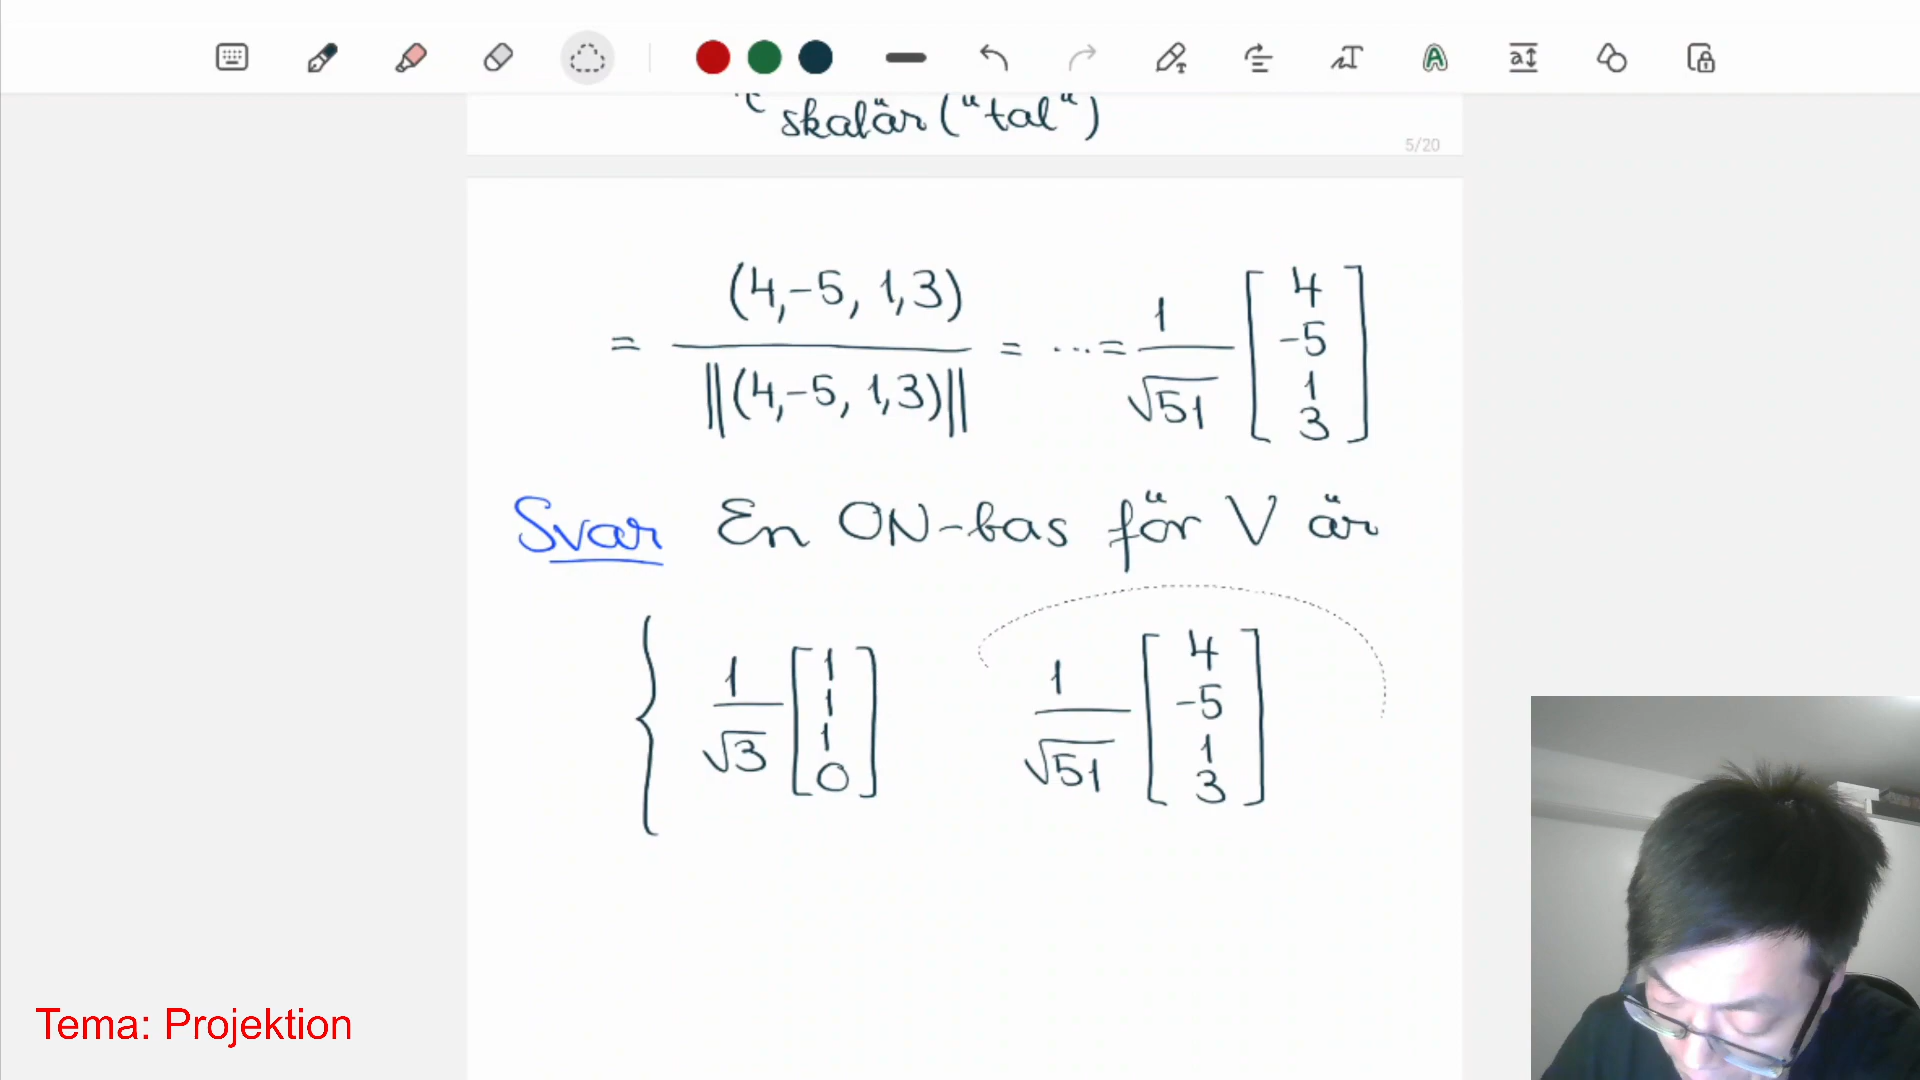 skalär ("tal")
5/20
= (4,-5, 1,3) / ||(4,-5, 1,3)|| = ...= 1/√51 [4 -5 1 3]
Svar En ON-bas för V är
{ 1/√3 [1 1 1 0] 1/√51 [4 -5 1 3]
Tema: Projektion